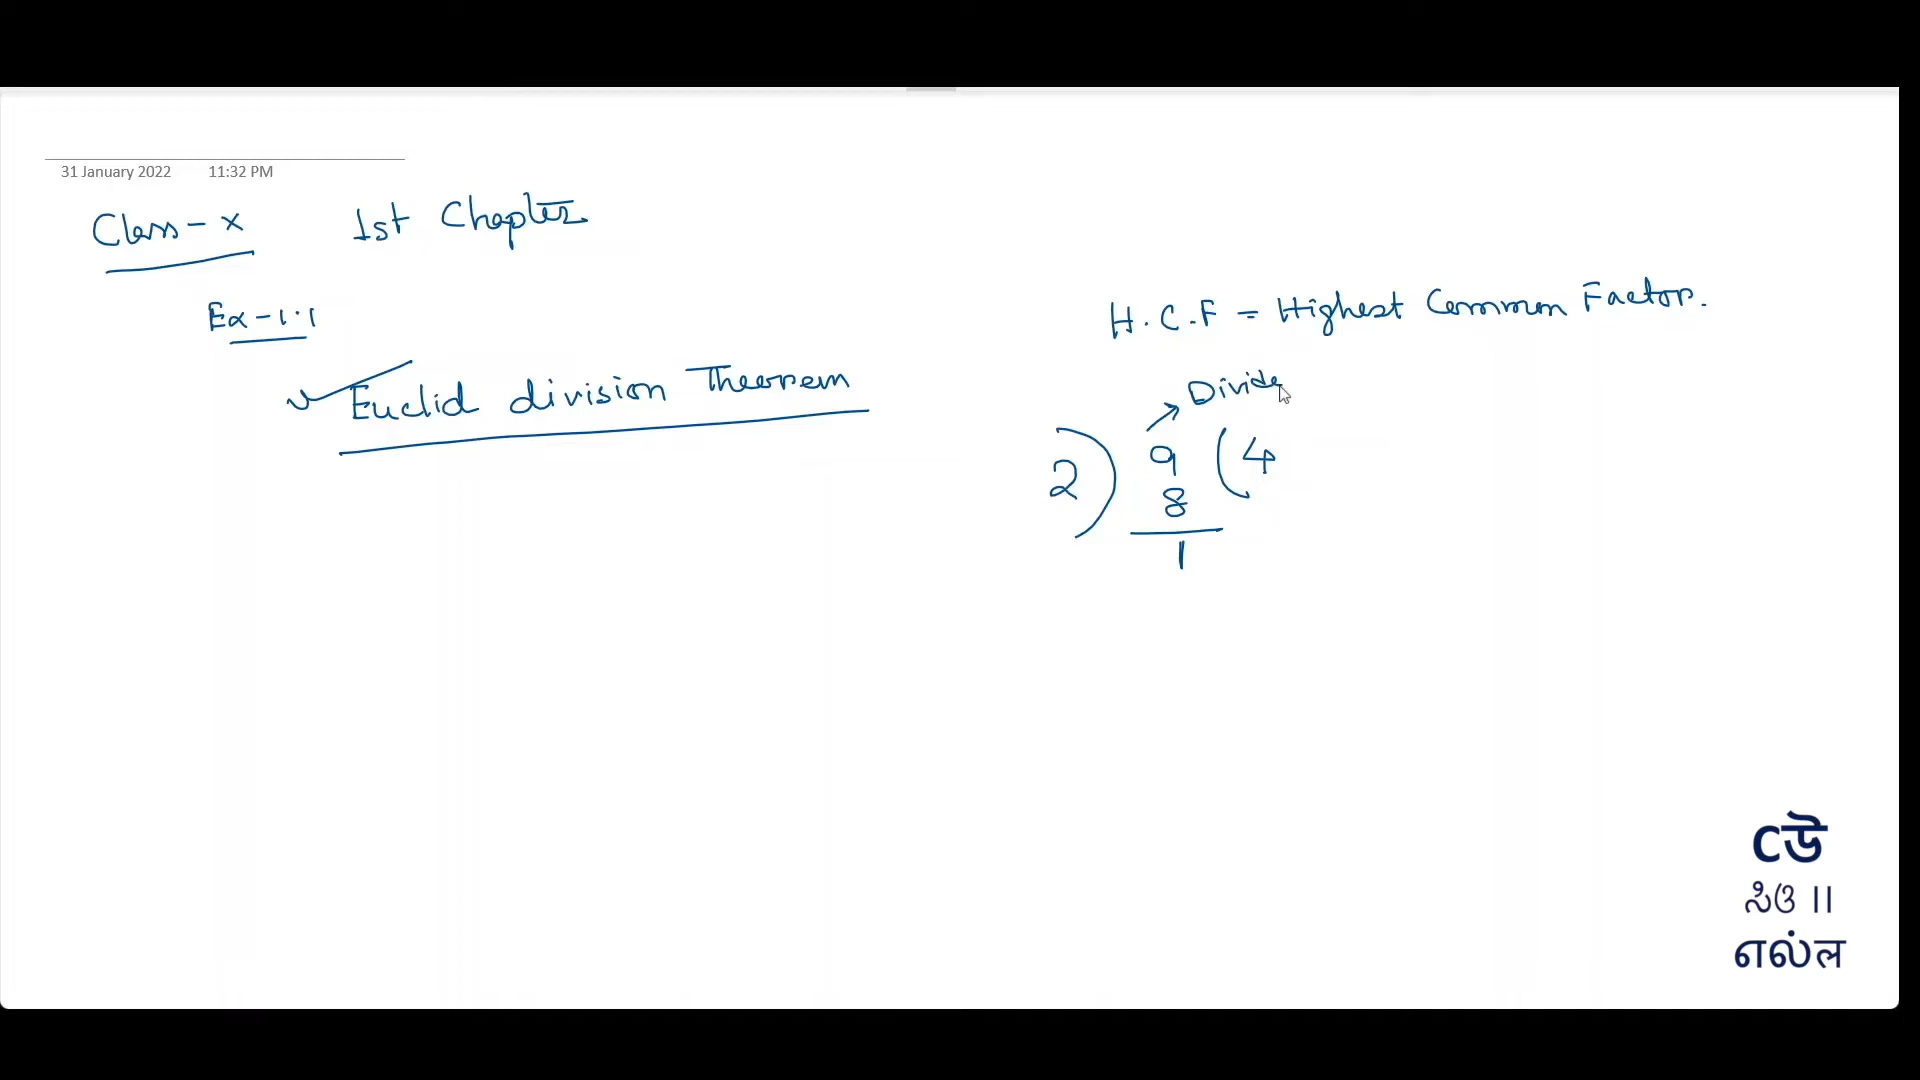 31 January 2022 11:32 PM
Class - X 1st Chapter
Ex - 1.1
Euclid division Theorem
H.C.F = Highest Common Factor.
Divide
2) 9 (4
8
1